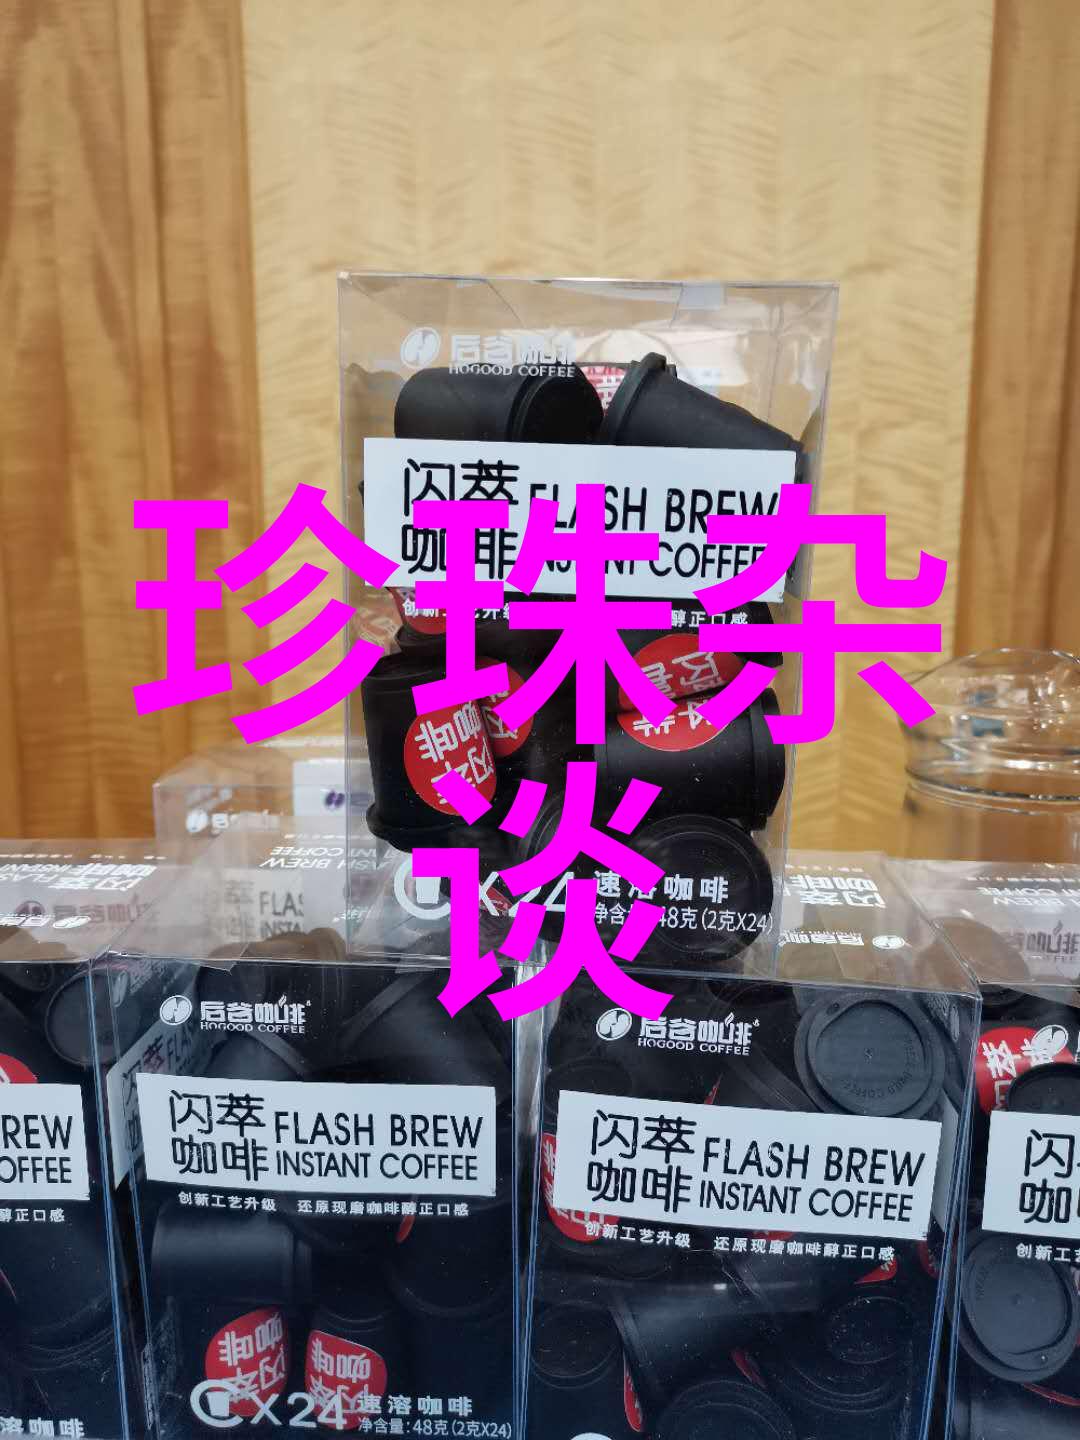 后谷咖啡
HOGOOD COFFEE
闪萃
咖啡
FLASH BREW
INSTANT COFFEE
珍珠杂
谈
X24
速溶咖啡
净含量:48克(2克X24)
后谷咖啡
HOGOOD COFFEE
闪萃
咖啡
FLASH BREW
INSTANT COFFEE
创新工艺升级 还原现磨咖啡醇正口感
X24
速溶咖啡
净含量:48克(2克X24)
后谷咖啡
HOGOOD COFFEE
闪萃
咖啡
FLASH BREW
INSTANT COFFEE
创新工艺升级 还原现磨咖啡醇正口感